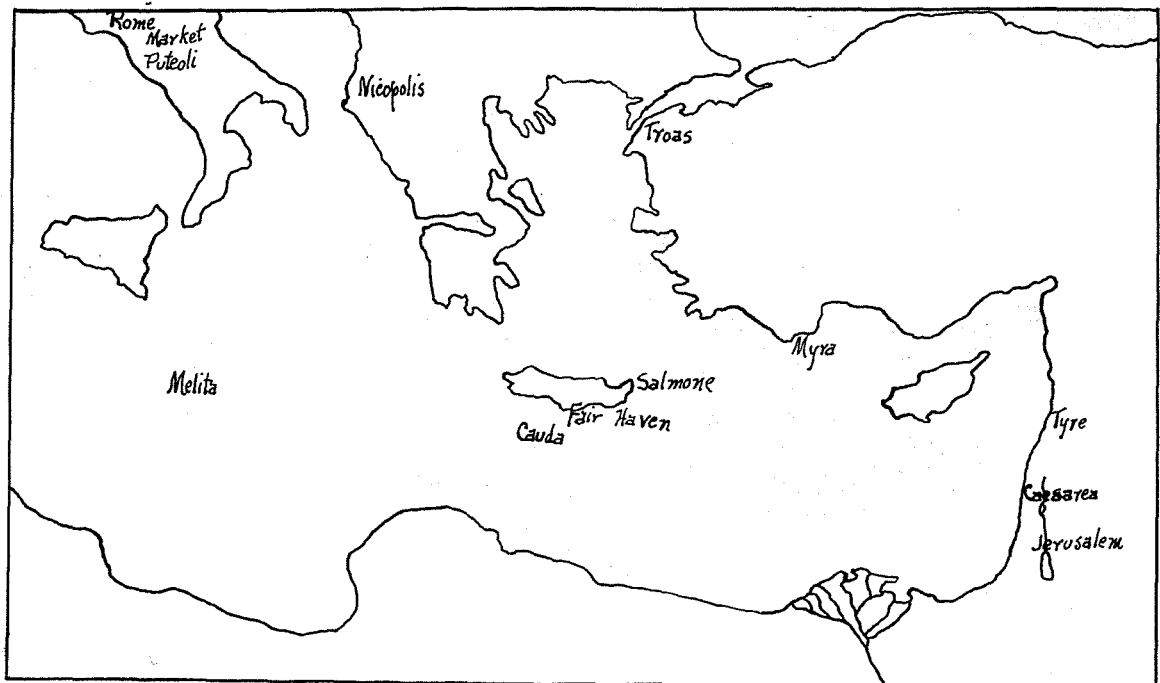 Rome
Market
Puteoli
Nicopolis
Troas
Myra
Melita
Salmone
Fair Haven
Cauda
Tyre
Caesarea
Jerusalem